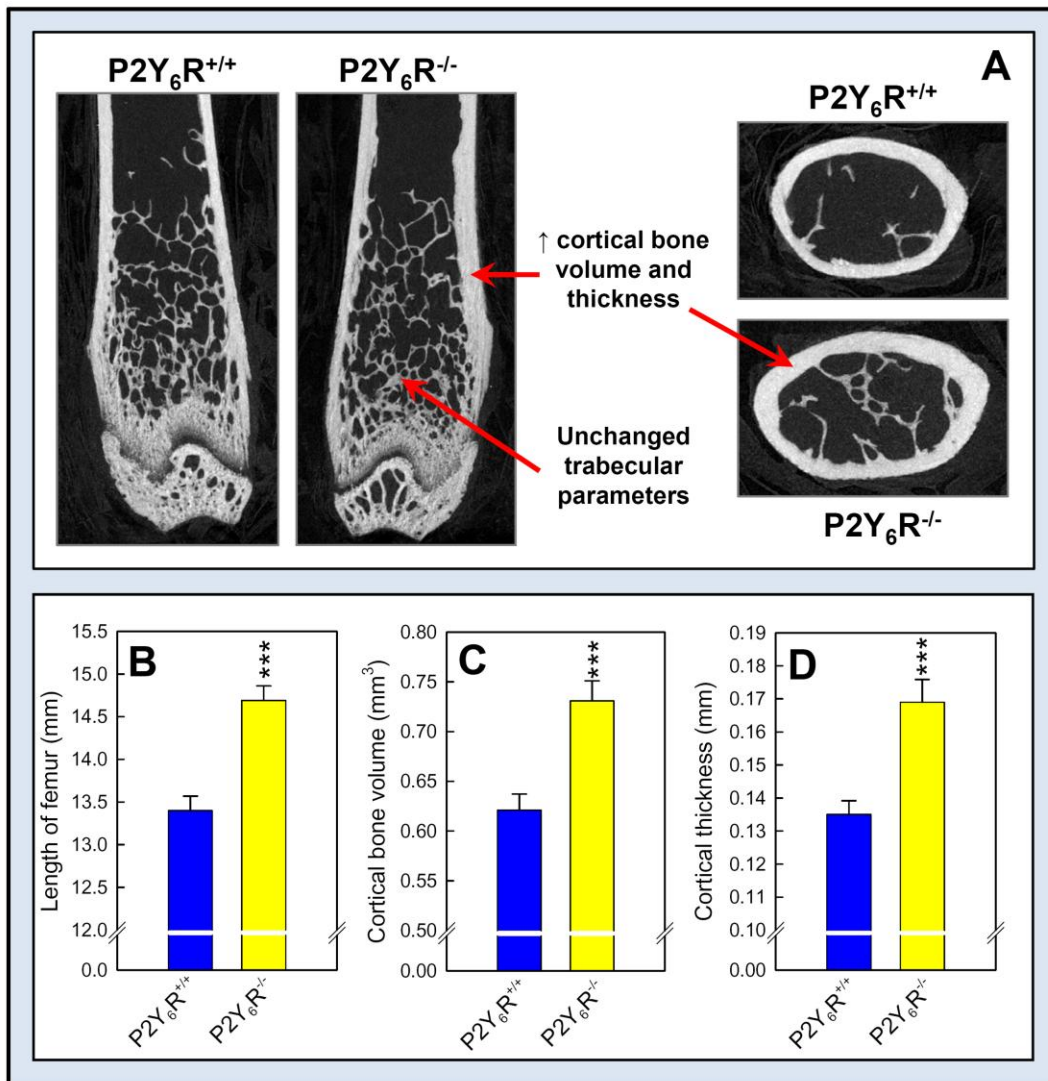 P2Y₆R⁺/⁺
P2Y₆R⁻/⁻
A
P2Y₆R⁺/⁺
↑ cortical bone
volume and
thickness
Unchanged
trabecular
parameters
P2Y₆R⁻/⁻
B
Length of femur (mm)
15.5
15.0
14.5
14.0
13.5
13.0
12.5
12.0
0.0
***
P2Y₆R⁺/⁺
P2Y₆R⁻/⁻
C
Cortical bone volume (mm³)
0.80
0.75
0.70
0.65
0.60
0.55
0.50
0.00
***
P2Y₆R⁺/⁺
P2Y₆R⁻/⁻
D
Cortical thickness (mm)
0.19
0.18
0.17
0.16
0.15
0.14
0.13
0.12
0.11
0.10
0.00
***
P2Y₆R⁺/⁺
P2Y₆R⁻/⁻